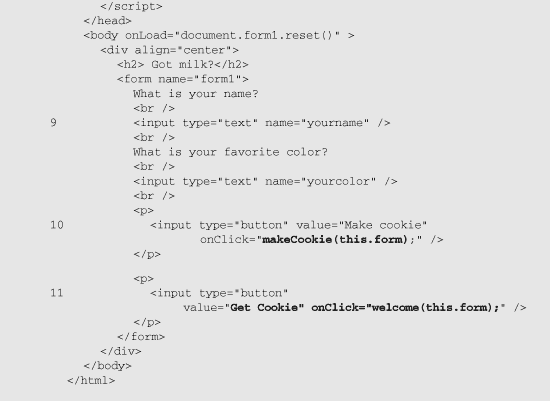 </script>
</head>
<body onLoad="document.form1.reset()" >
<div align="center">
<h2> Got milk?</h2>
<form name="form1">
What is your name?
<br />
9 <input type="text" name="yourname" />
<br />
What is your favorite color?
<br />
<input type="text" name="yourcolor" />
<br />
<p>
10 <input type="button" value="Make cookie"
onClick="makeCookie(this.form);" />
</p>
<p>
11 <input type="button"
value="Get Cookie" onClick="welcome(this.form);" />
</p>
</form>
</div>
</body>
</html>